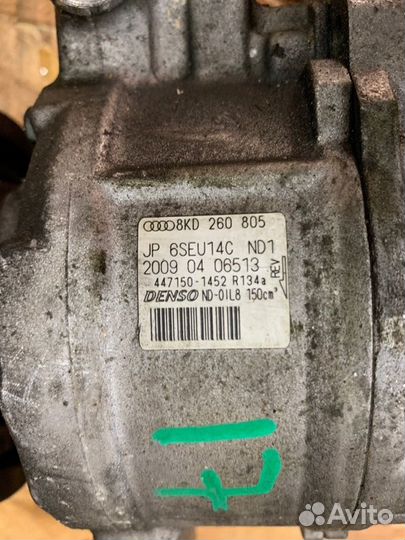 8KD 260 805
JP 6SEU14C ND1
2009 04 06513
REV
447150-1452 R134a
DENSO ND-OIL8 150cm³
Avito